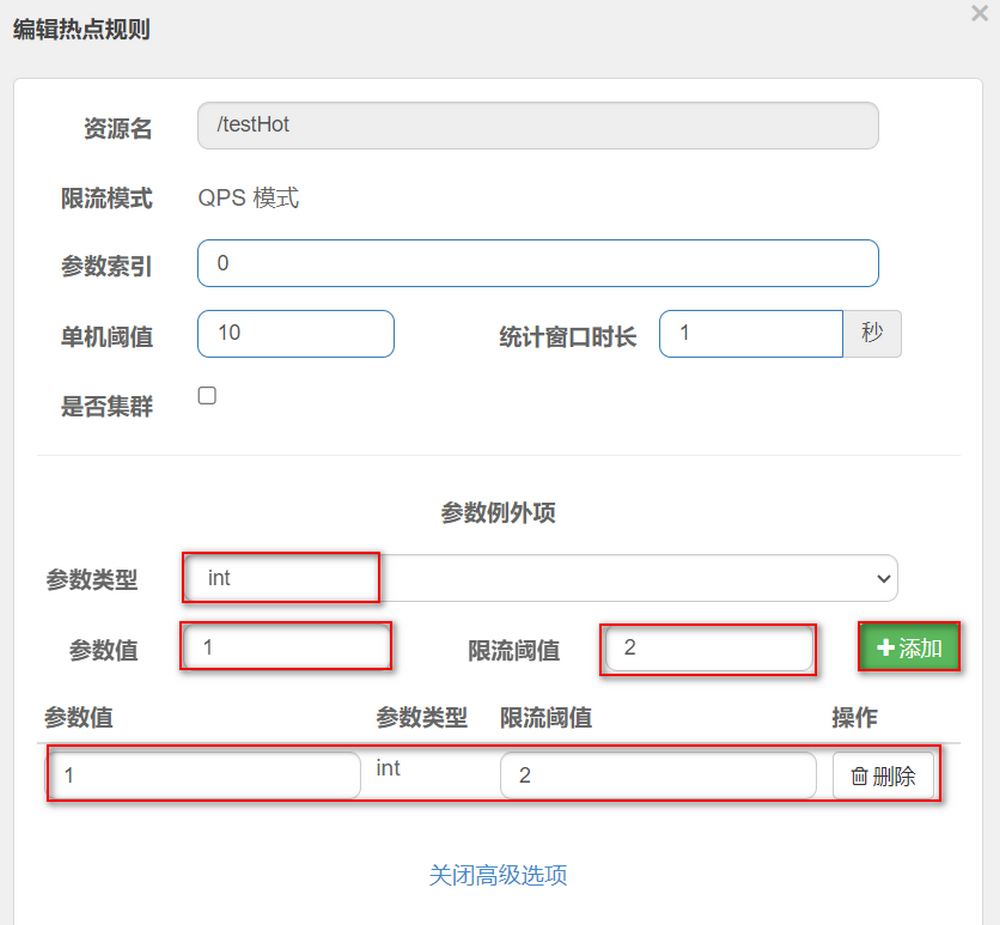 编辑热点规则
资源名 /testHot
限流模式 QPS 模式
参数索引 0
单机阈值 10 统计窗口时长 1 秒
是否集群
参数例外项
参数类型 int
参数值 1 限流阈值 2 添加
参数值 参数类型 限流阈值 操作
1 int 2 删除
关闭高级选项